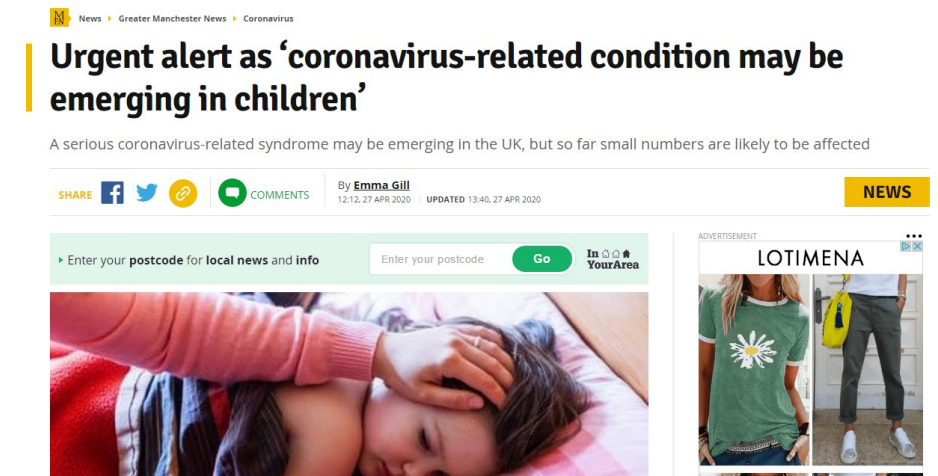 MEN
News Greater Manchester News Coronavirus
Urgent alert as ‘coronavirus-related condition may be
emerging in children’
A serious coronavirus-related syndrome may be emerging in the UK, but so far small numbers are likely to be affected
SHARE COMMENTS
By Emma Gill
12:12, 27 APR 2020 UPDATED 13:40, 27 APR 2020
NEWS
Enter your postcode for local news and info
Enter your postcode
Go
In
YourArea
ADVERTISEMENT
LOTIMENA